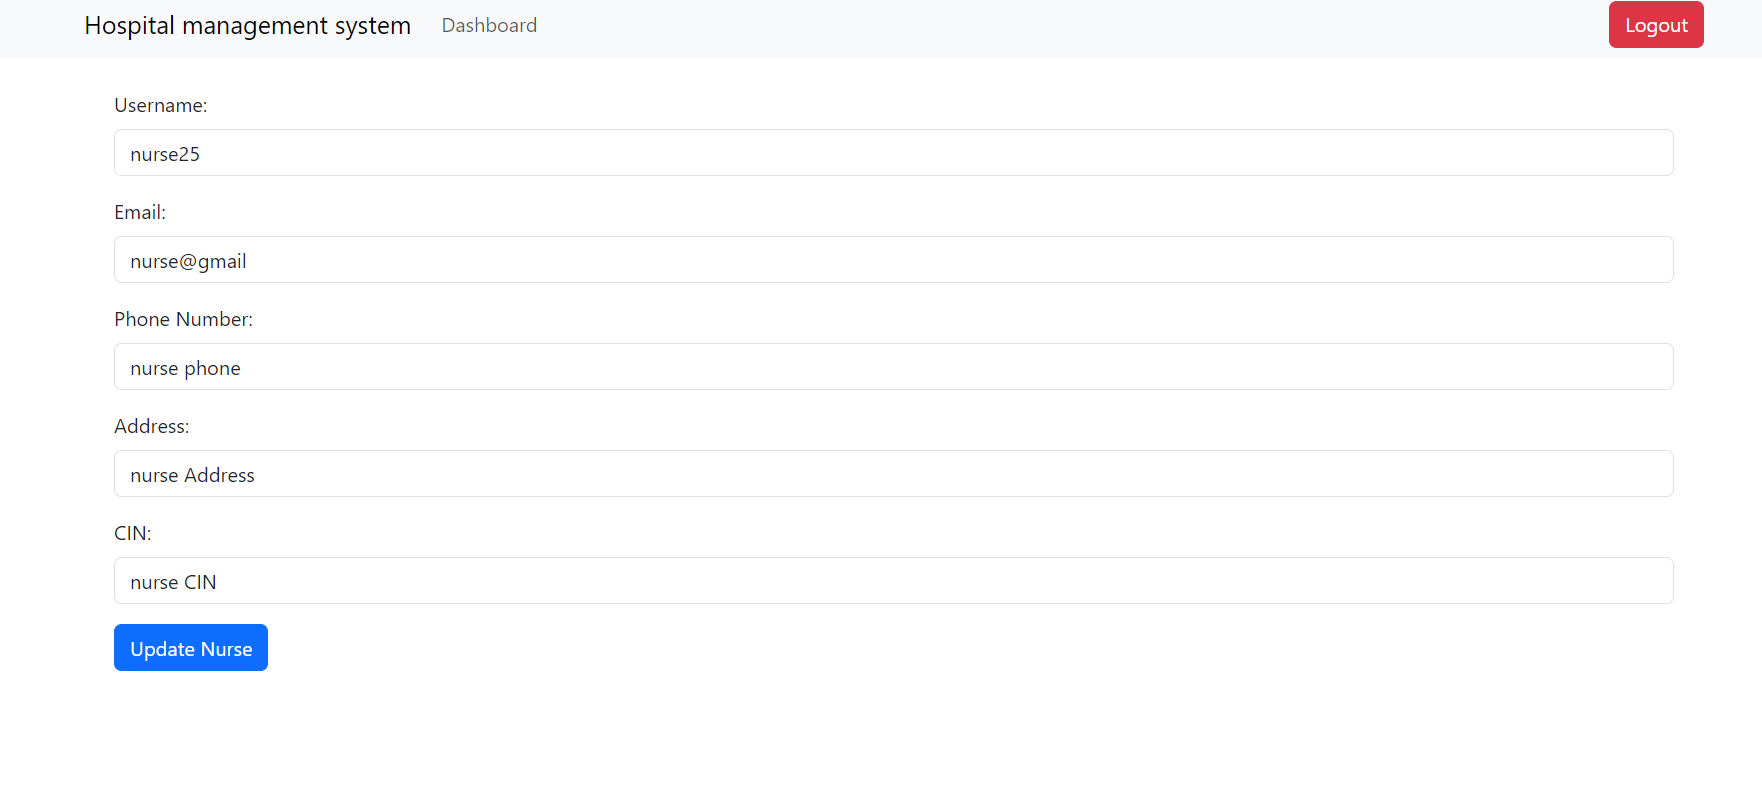 Hospital management system Dashboard Logout
Username:
nurse25
Email:
nurse@gmail
Phone Number:
nurse phone
Address:
nurse Address
CIN:
nurse CIN
Update Nurse